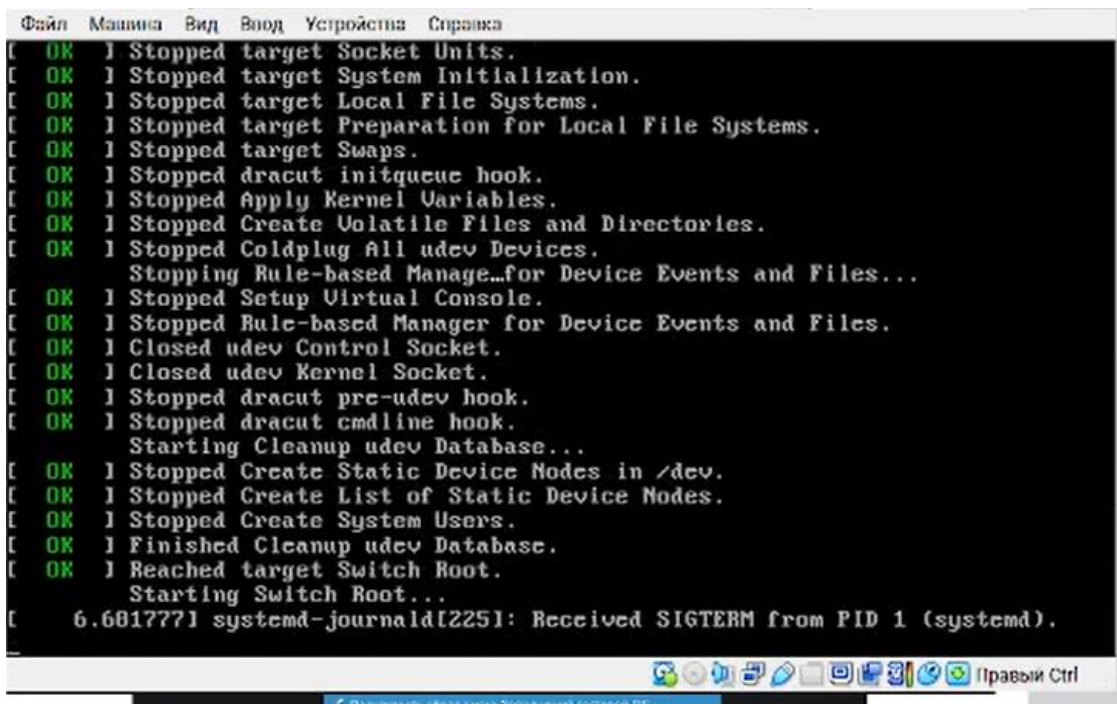 Файл Машина Вид Ввод Устройства Справка
[ OK ] Stopped target Socket Units.
[ OK ] Stopped target System Initialization.
[ OK ] Stopped target Local File Systems.
[ OK ] Stopped target Preparation for Local File Systems.
[ OK ] Stopped target Swaps.
[ OK ] Stopped dracut initqueue hook.
[ OK ] Stopped Apply Kernel Variables.
[ OK ] Stopped Create Volatile Files and Directories.
[ OK ] Stopped Coldplug All udev Devices.
Stopping Rule-based Manage…for Device Events and Files...
[ OK ] Stopped Setup Virtual Console.
[ OK ] Stopped Rule-based Manager for Device Events and Files.
[ OK ] Closed udev Control Socket.
[ OK ] Closed udev Kernel Socket.
[ OK ] Stopped dracut pre-udev hook.
[ OK ] Stopped dracut cmdline hook.
Starting Cleanup udev Database...
[ OK ] Stopped Create Static Device Nodes in /dev.
[ OK ] Stopped Create List of Static Device Nodes.
[ OK ] Stopped Create System Users.
[ OK ] Finished Cleanup udev Database.
[ OK ] Reached target Switch Root.
Starting Switch Root...
[ 6.601777] systemd-journald[225]: Received SIGTERM from PID 1 (systemd).
Правый Ctrl